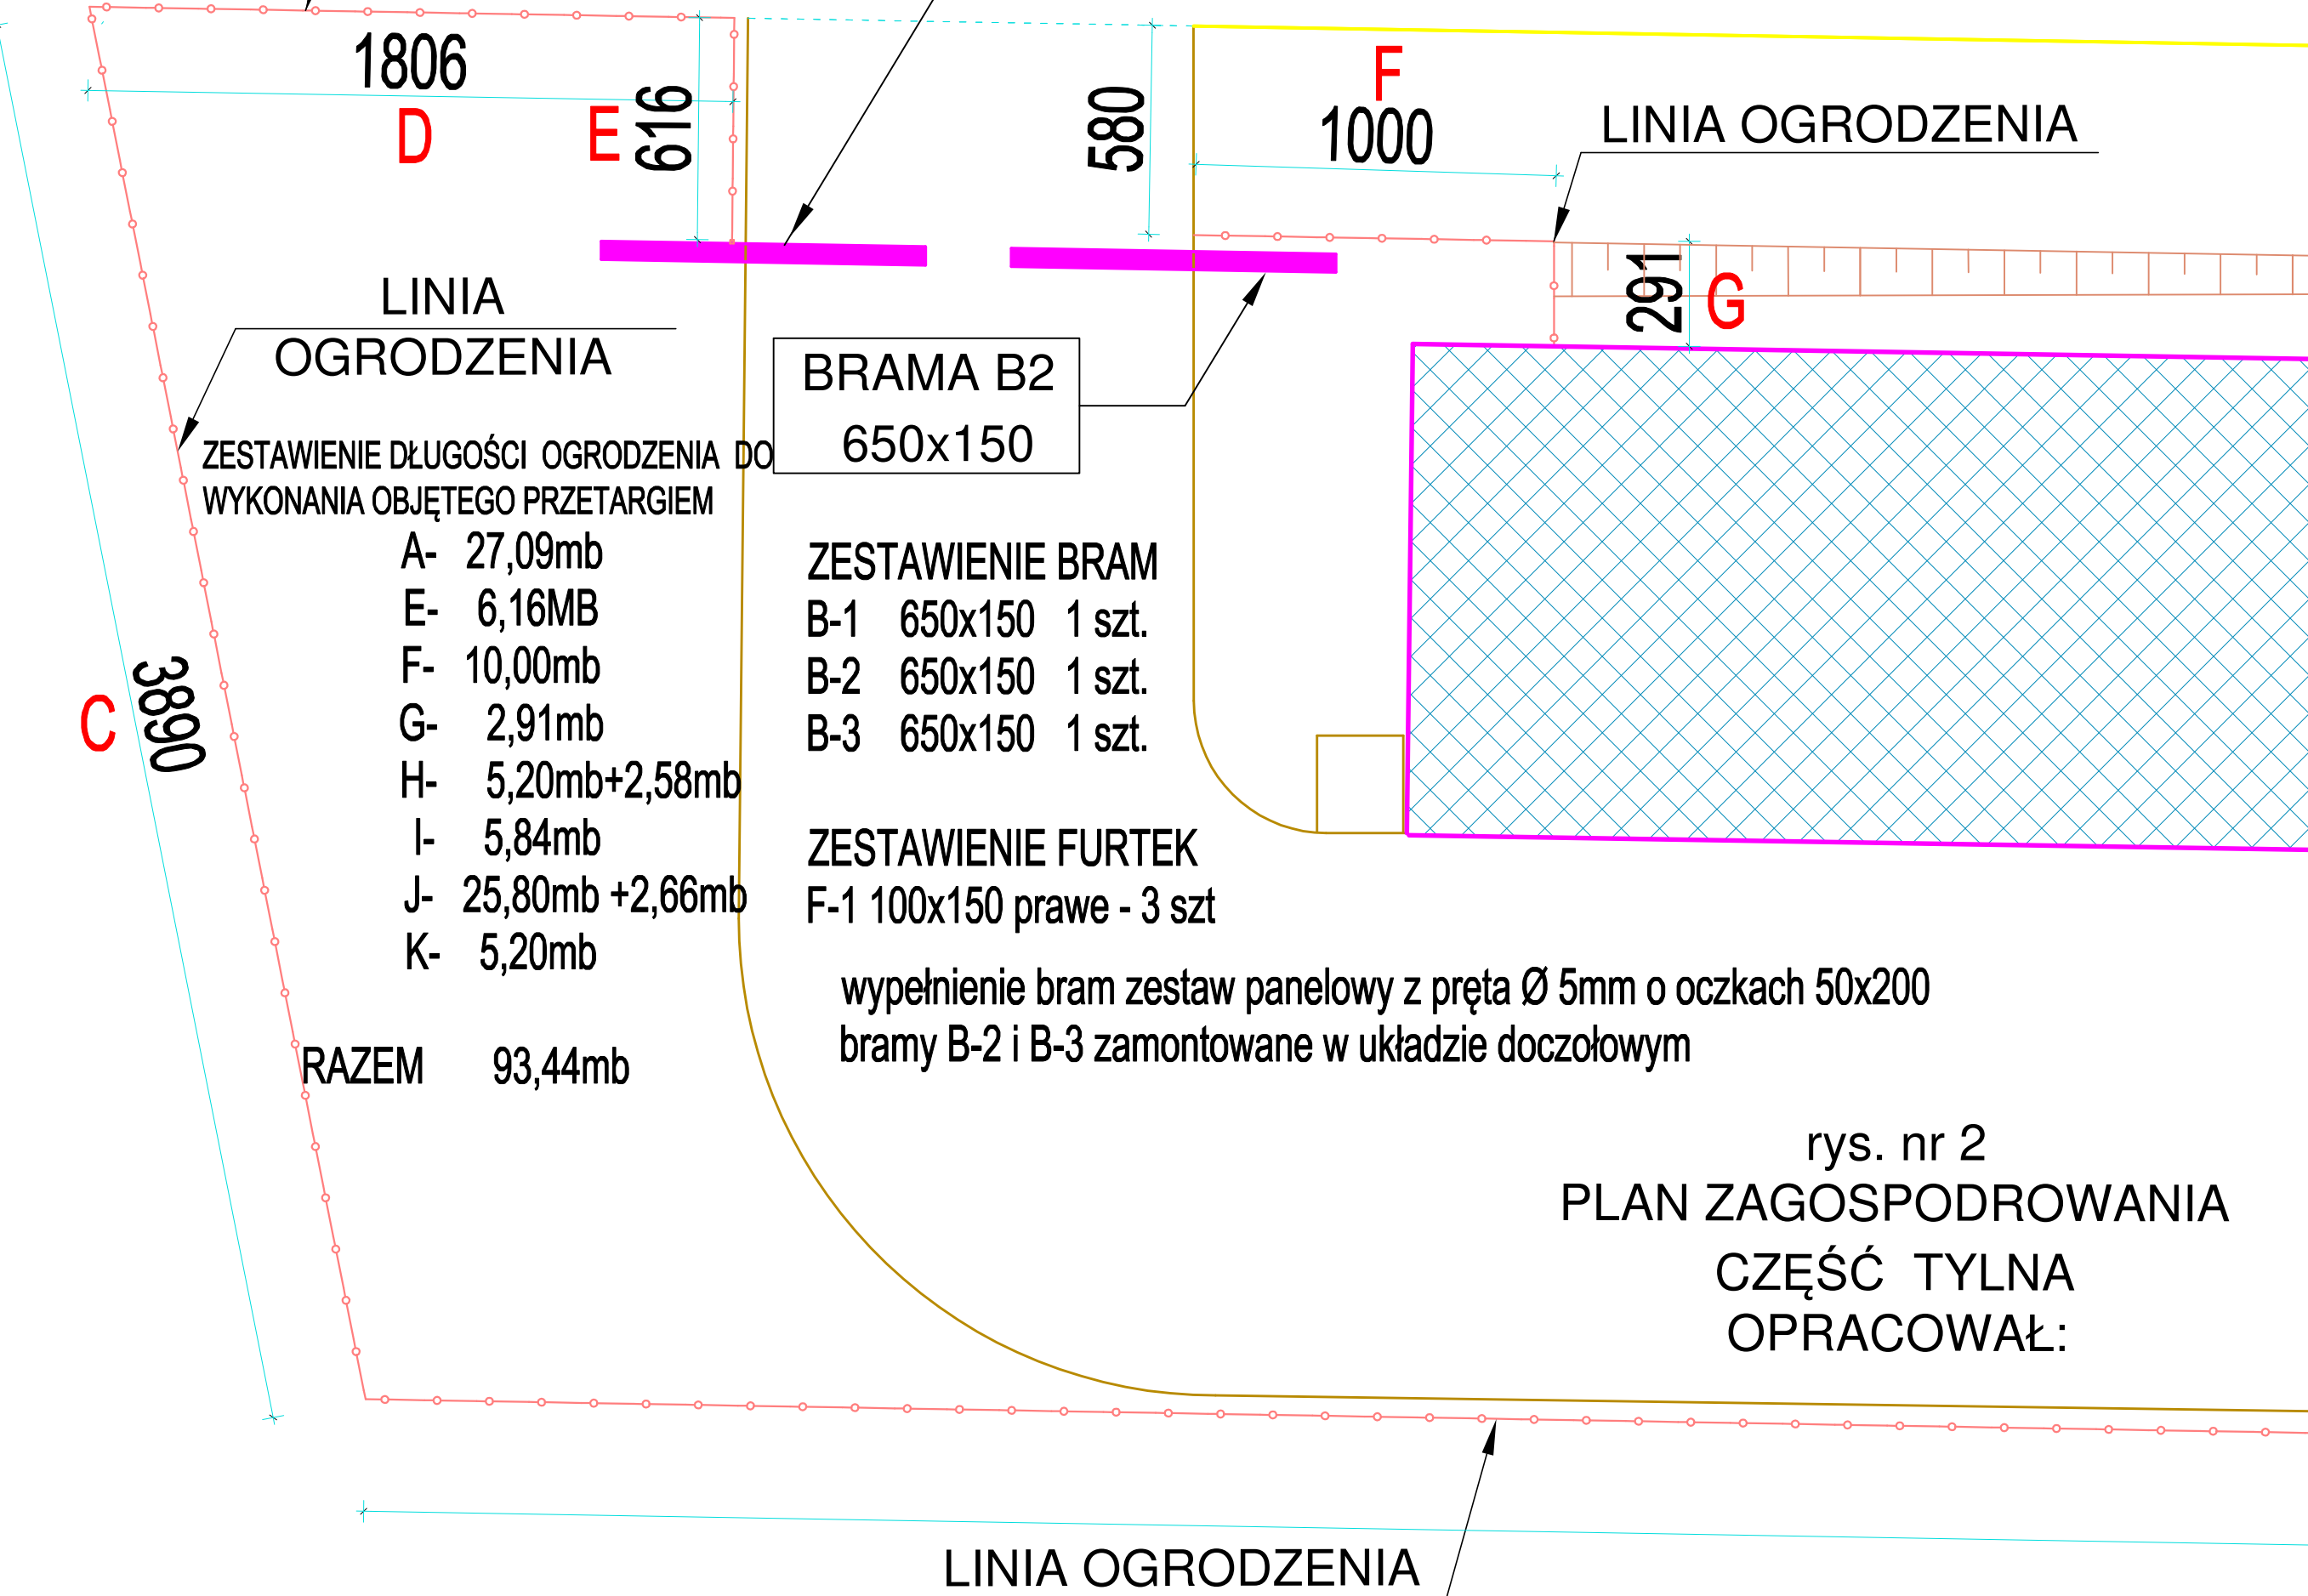 1806
D
E
616
580
F
1000
LINIA OGRODZENIA
291
G
LINIA
OGRODZENIA
BRAMA B2
650x150
ZESTAWIENIE DŁUGOŚCI OGRODZENIA DO
WYKONANIA OBJĘTEGO PRZETARGIEM
A- 27,09mb
E- 6,16MB
F- 10,00mb
G- 2,91mb
H- 5,20mb+2,58mb
I- 5,84mb
J- 25,80mb +2,66mb
K- 5,20mb
RAZEM 93,44mb
C
3890
ZESTAWIENIE BRAM
B-1 650x150 1 szt.
B-2 650x150 1 szt.
B-3 650x150 1 szt.
ZESTAWIENIE FURTEK
F-1 100x150 prawe - 3 szt
wypełnienie bram zestaw panelowy z pręta Ø 5mm o oczkach 50x200
bramy B-2 i B-3 zamontowane w układzie doczołowym
rys. nr 2
PLAN ZAGOSPODROWANIA
CZĘŚĆ TYLNA
OPRACOWAŁ:
LINIA OGRODZENIA